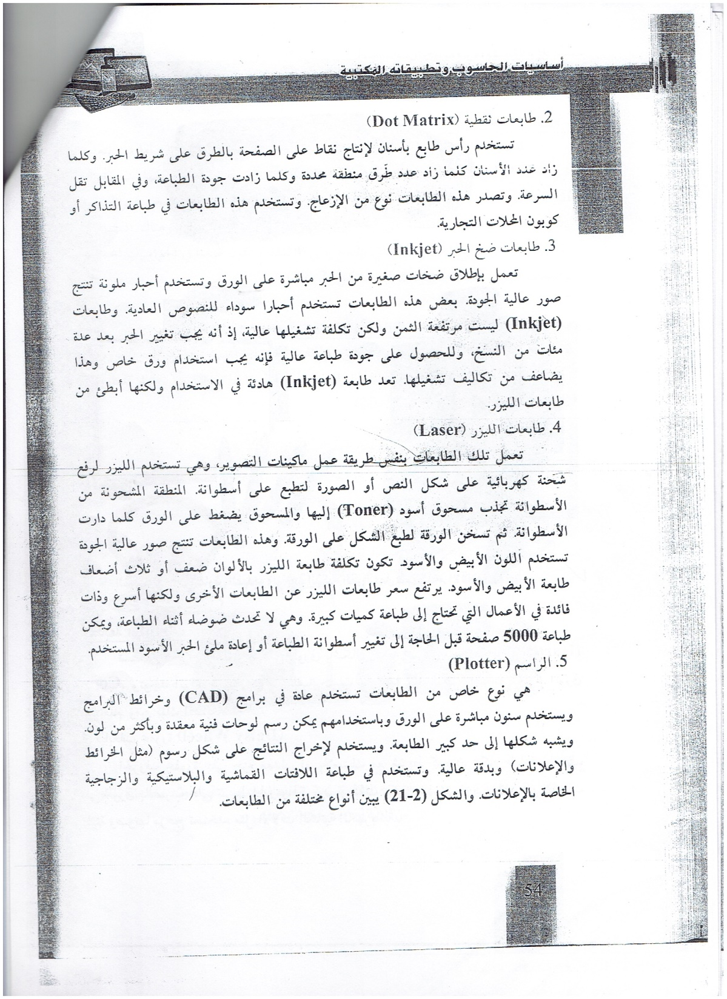 أساسيات الحاسوب وتطبيقاته المكتبية
2. طابعات نقطية (Dot Matrix)
تستخدم رأس طابع بأسنان لإنتاج نقاط على الصفحة بالطرق على شريط الحبر. وكلما
زاد عدد الأسنان كلما زاد عدد طَرق منطقة محددة وكلما زادت جودة الطباعة، وفي المقابل تقل
السرعة. وتصدر هذه الطابعات نوع من الإزعاج. وتستخدم هذه الطابعات في طباعة التذاكر أو
كوبون المحلات التجارية.
3. طابعات ضخ الحبر (Inkjet)
تعمل بإطلاق ضخات صغيرة من الحبر مباشرة على الورق وتستخدم أحبار ملونة تنتج
صور عالية الجودة. بعض هذه الطابعات تستخدم أحبارا سوداء للنصوص العادية. وطابعات
(Inkjet) ليست مرتفعة الثمن ولكن تكلفة تشغيلها عالية، إذ أنه يجب تغيير الحبر بعد عدة
مئات من النسخ، وللحصول على جودة طباعة عالية فإنه يجب استخدام ورق خاص وهذا
يضاعف من تكاليف تشغيلها. تعد طابعة (Inkjet) هادئة في الاستخدام ولكنها أبطئ من
طابعات الليزر.
4. طابعات الليزر (Laser)
تعمل تلك الطابعات بنفس طريقة عمل ماكينات التصوير، وهي تستخدم الليزر لرفع
شحنة كهربائية على شكل النص أو الصورة لتطبع على أسطوانة. المنطقة المشحونة من
الأسطوانة تجذب مسحوق أسود (Toner) إليها والمسحوق يضغط على الورق كلما دارت
الأسطوانة. ثم تسخن الورقة لطبع الشكل على الورقة. وهذه الطابعات تنتج صور عالية الجودة
تستخدم اللون الأبيض والأسود. تكون تكلفة طابعة الليزر بالألوان ضعف أو ثلاث أضعاف
طابعة الأبيض والأسود. يرتفع سعر طابعات الليزر عن الطابعات الأخرى ولكنها أسرع وذات
فائدة في الأعمال التي تحتاج إلى طباعة كميات كبيرة. وهي لا تحدث ضوضاء أثناء الطباعة، ويمكن
طباعة 5000 صفحة قبل الحاجة إلى تغيير أسطوانة الطباعة أو إعادة ملئ الحبر الأسود المستخدم.
5. الراسم (Plotter)
هي نوع خاص من الطابعات تستخدم عادة في برامج (CAD) وخرائط البرامج
ويستخدم سنون مباشرة على الورق وباستخدامهم يمكن رسم لوحات فنية معقدة وبأكثر من لون.
ويشبه شكلها إلى حد كبير الطابعة. ويستخدم لإخراج النتائج على شكل رسوم (مثل الخرائط
والإعلانات) وبدقة عالية. وتستخدم في طباعة اللافتات القماشية والبلاستيكية والزجاجية
الخاصة بالإعلانات. والشكل (2-21) يبين أنواع مختلفة من الطابعات.
54